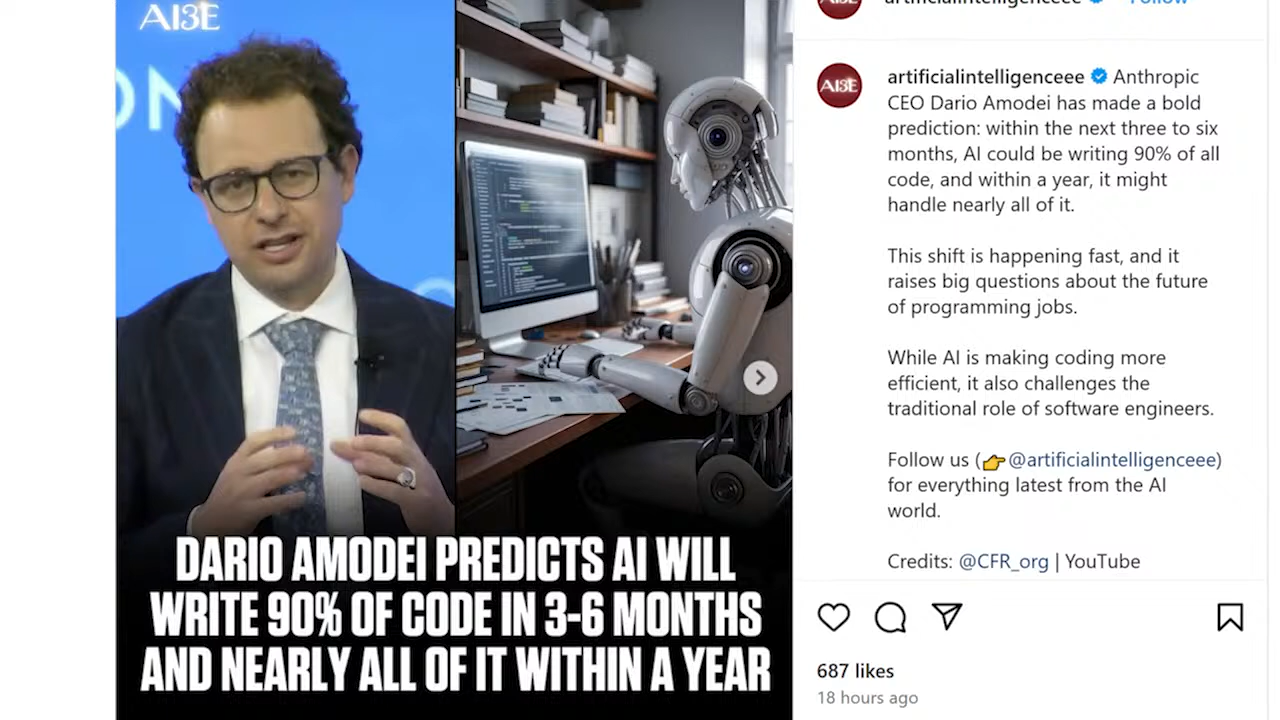 AI3E
ON
DARIO AMODEI PREDICTS AI WILL
WRITE 90% OF CODE IN 3-6 MONTHS
AND NEARLY ALL OF IT WITHIN A YEAR
artificialintelligenceee Follow
AI3E
artificialintelligenceee Anthropic
CEO Dario Amodei has made a bold
prediction: within the next three to six
months, AI could be writing 90% of all
code, and within a year, it might
handle nearly all of it.
This shift is happening fast, and it
raises big questions about the future
of programming jobs.
While AI is making coding more
efficient, it also challenges the
traditional role of software engineers.
Follow us (👉@artificialintelligenceee)
for everything latest from the AI
world.
Credits: @CFR_org | YouTube
687 likes
18 hours ago